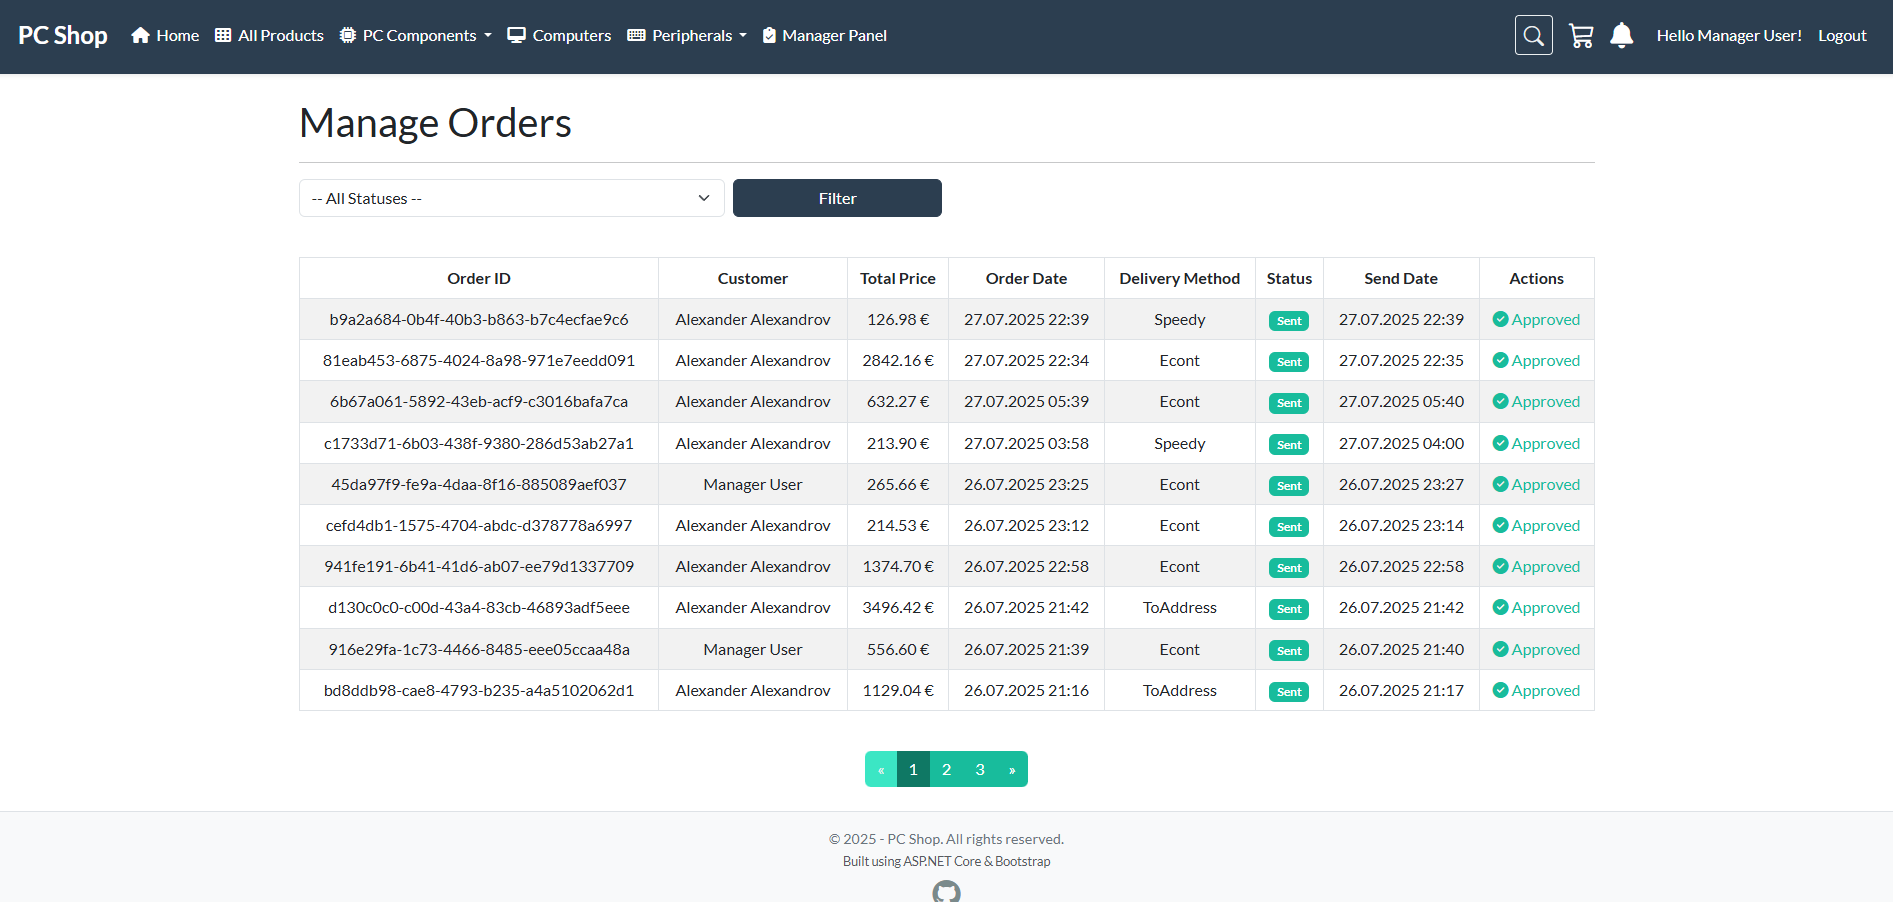 PC Shop Home All Products PC Components Computers Peripherals Manager Panel Hello Manager User! Logout
Manage Orders
-- All Statuses -- Filter
Order ID Customer Total Price Order Date Delivery Method Status Send Date Actions
b9a2a684-0b4f-40b3-b863-b7c4ecfae9c6 Alexander Alexandrov 126.98 € 27.07.2025 22:39 Speedy Sent 27.07.2025 22:39 Approved
81eab453-6875-4024-8a98-971e7eedd091 Alexander Alexandrov 2842.16 € 27.07.2025 22:34 Econt Sent 27.07.2025 22:35 Approved
6b67a061-5892-43eb-acf9-c3016bafa7ca Alexander Alexandrov 632.27 € 27.07.2025 05:39 Econt Sent 27.07.2025 05:40 Approved
c1733d71-6b03-438f-9380-286d53ab27a1 Alexander Alexandrov 213.90 € 27.07.2025 03:58 Speedy Sent 27.07.2025 04:00 Approved
45da97f9-fe9a-4daa-8f16-885089aef037 Manager User 265.66 € 26.07.2025 23:25 Econt Sent 26.07.2025 23:27 Approved
cefd4db1-1575-4704-abdc-d378778a6997 Alexander Alexandrov 214.53 € 26.07.2025 23:12 Econt Sent 26.07.2025 23:14 Approved
941fe191-6b41-41d6-ab07-ee79d1337709 Alexander Alexandrov 1374.70 € 26.07.2025 22:58 Econt Sent 26.07.2025 22:58 Approved
d130c0c0-c00d-43a4-83cb-46893adf5eee Alexander Alexandrov 3496.42 € 26.07.2025 21:42 ToAddress Sent 26.07.2025 21:42 Approved
916e29fa-1c73-4466-8485-eee05ccaa48a Manager User 556.60 € 26.07.2025 21:39 Econt Sent 26.07.2025 21:40 Approved
bd8ddb98-cae8-4793-b235-a4a5102062d1 Alexander Alexandrov 1129.04 € 26.07.2025 21:16 ToAddress Sent 26.07.2025 21:17 Approved
« 1 2 3 »
© 2025 - PC Shop. All rights reserved.
Built using ASP.NET Core & Bootstrap